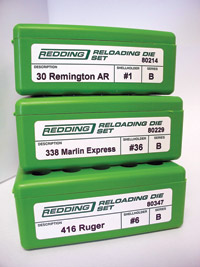 REDDING RELOADING DIE
SET 80214
DESCRIPTION SHELLHOLDER SERIES
30 Remington AR #1 B
REDDING RELOADING DIE
SET 80229
DESCRIPTION SHELLHOLDER SERIES
338 Marlin Express #36 B
REDDING RELOADING DIE
SET 80347
DESCRIPTION SHELLHOLDER SERIES
416 Ruger #6 B